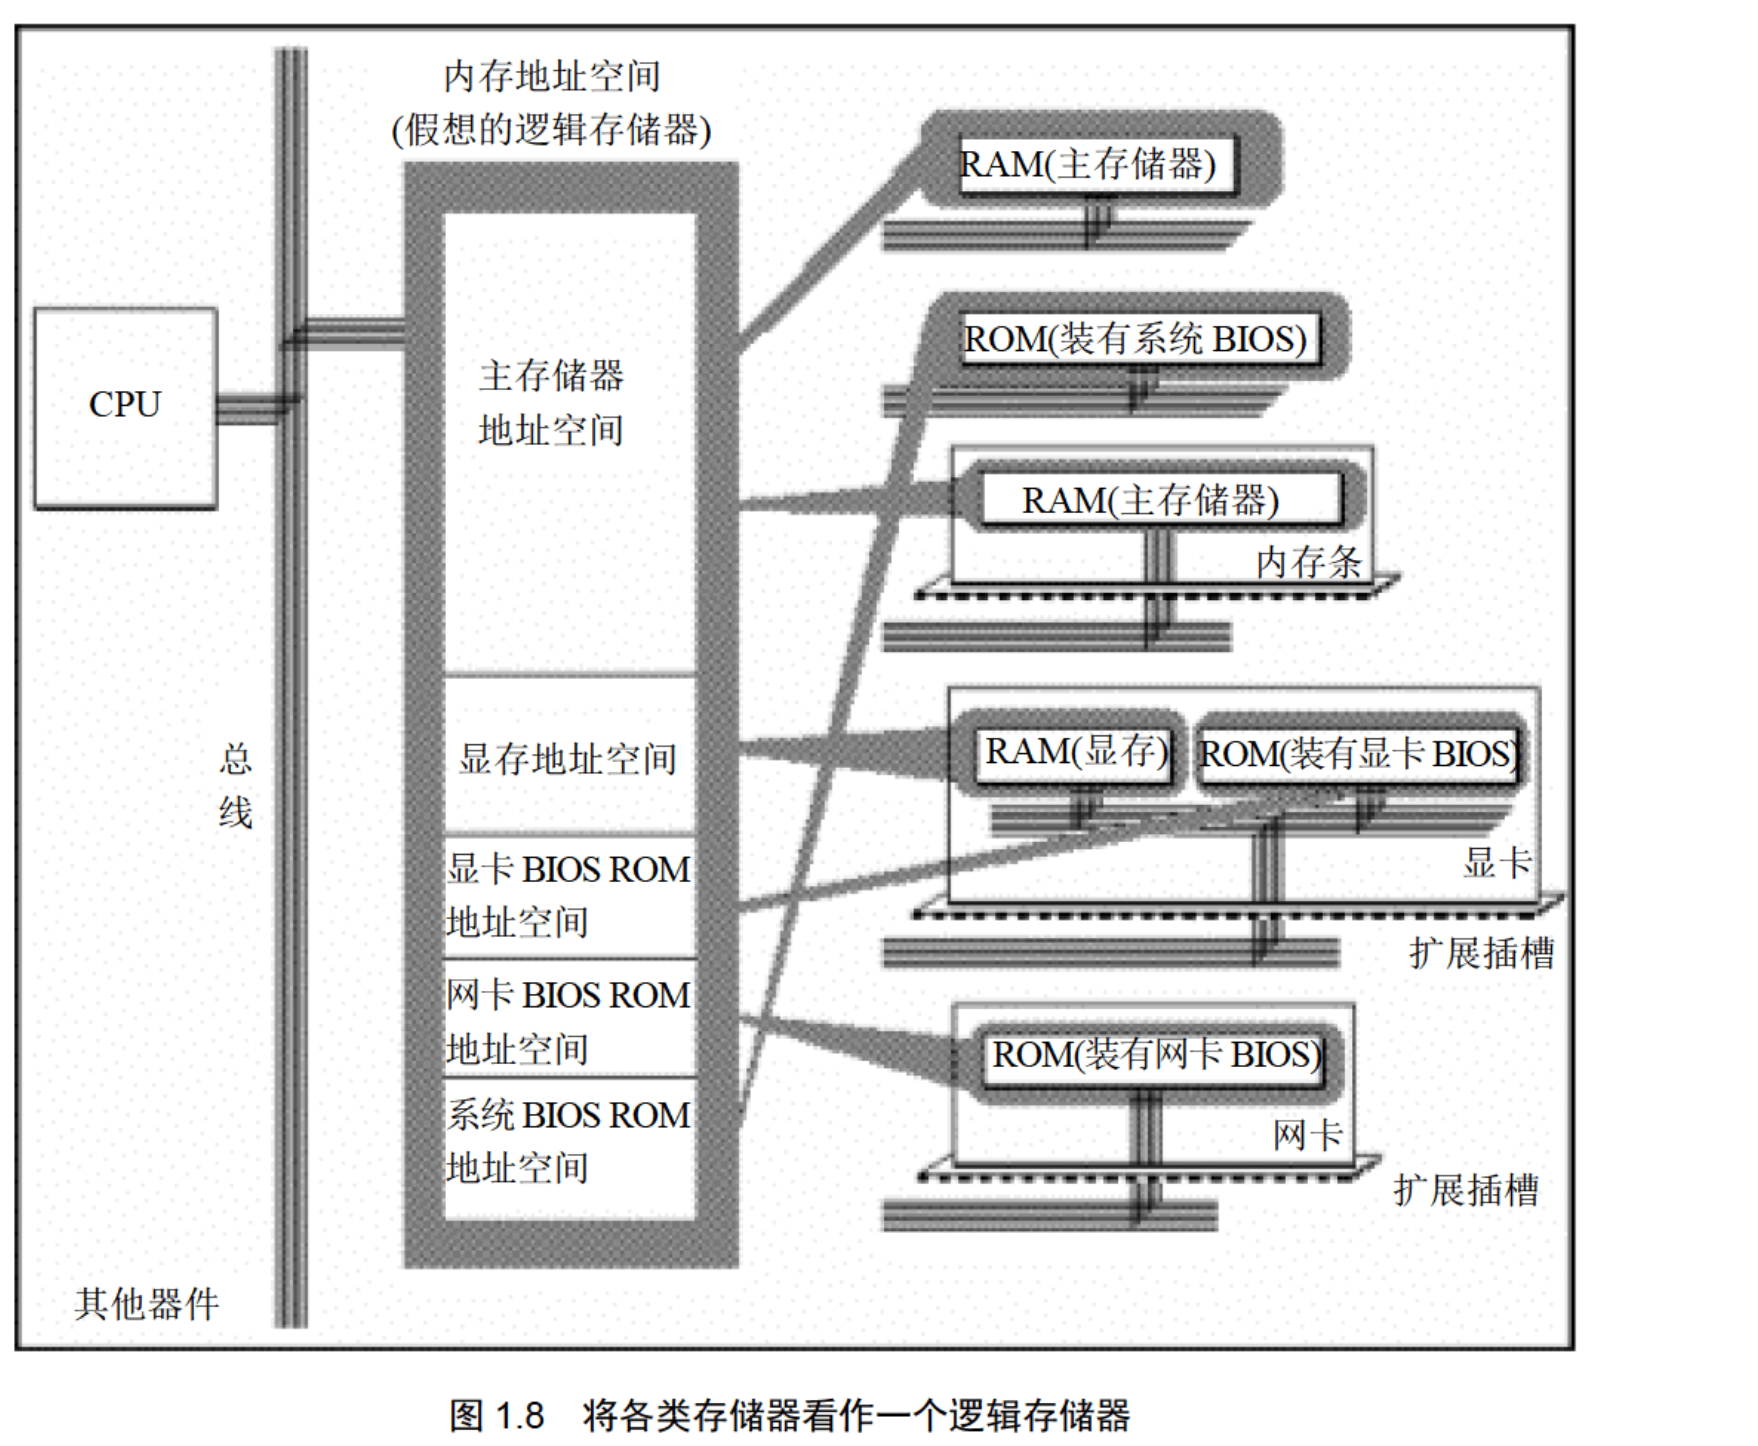 内存地址空间
(假想的逻辑存储器)
CPU
总
线
其他器件
主存储器
地址空间
显存地址空间
显卡 BIOS ROM
地址空间
网卡 BIOS ROM
地址空间
系统 BIOS ROM
地址空间
RAM(主存储器)
ROM(装有系统 BIOS)
RAM(主存储器)
内存条
RAM(显存)
ROM(装有显卡 BIOS)
显卡
扩展插槽
ROM(装有网卡 BIOS)
网卡
扩展插槽
图 1.8 将各类存储器看作一个逻辑存储器